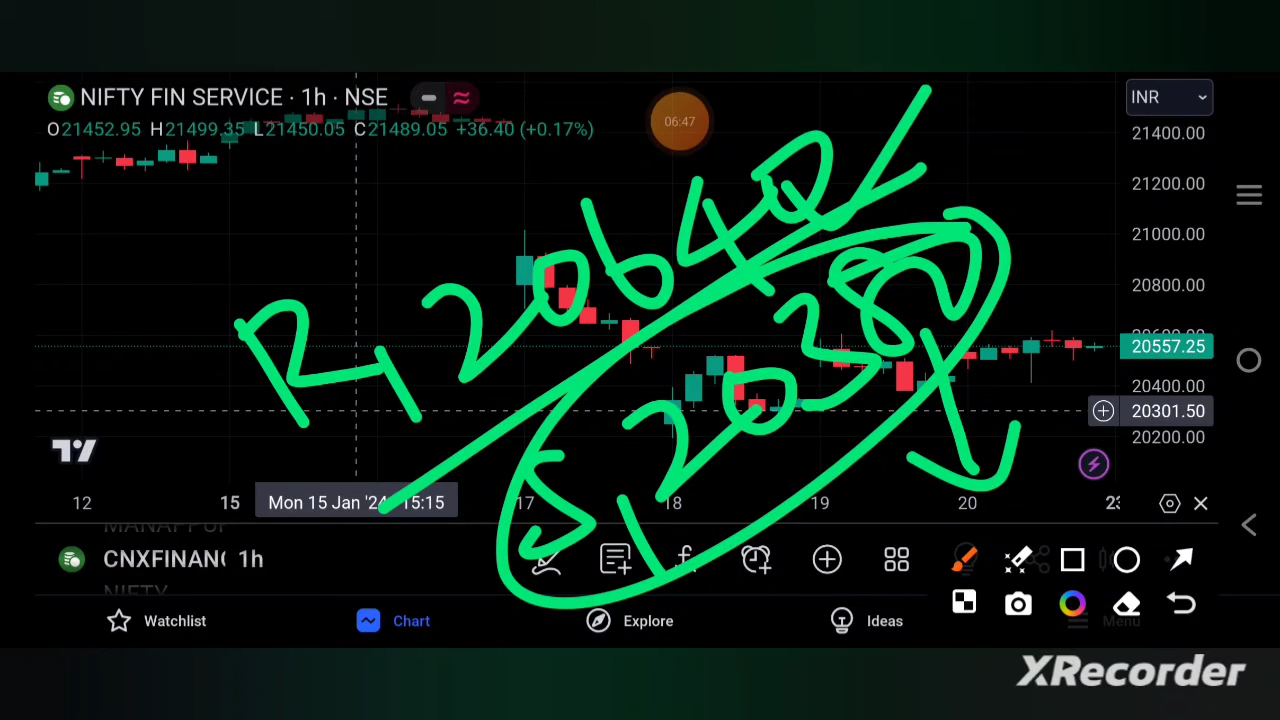 NIFTY FIN SERVICE · 1h · NSE
O21452.95 H21499.35 L21450.05 C21489.05 +36.40 (+0.17%)
06:47
INR
21400.00
21200.00
21000.00
20800.00
20557.25
20400.00
20301.50
20200.00
R1 20640
S1 20380
12
15
Mon 15 Jan '24 15:15
17
18
19
20
CNXFINANC 1h
NIFTY
Watchlist
Chart
Explore
Ideas
Menu
XRecorder